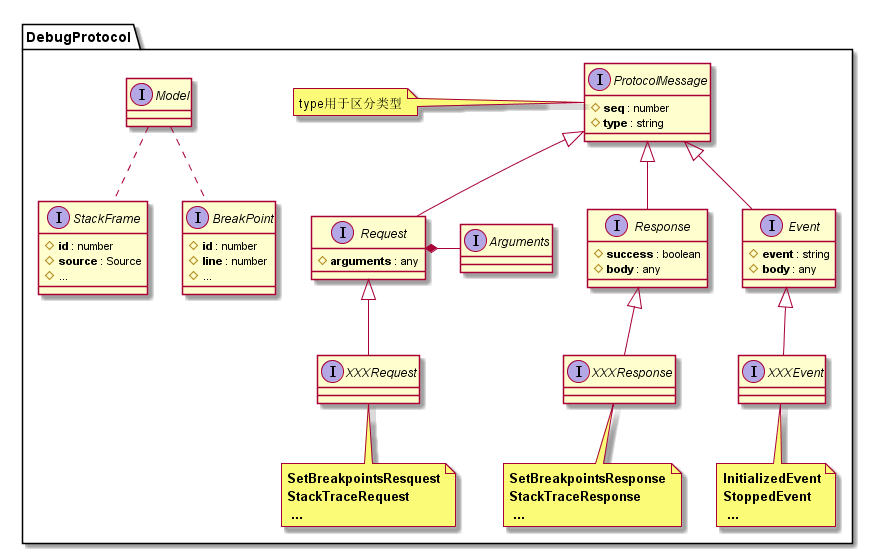 DebugProtocol
I Model
type用于区分类型
I ProtocolMessage
seq : number
type : string
I StackFrame
id : number
source : Source
...
I BreakPoint
id : number
line : number
...
I Request
arguments : any
I Arguments
I Response
success : boolean
body : any
I Event
event : string
body : any
I XXXRequest
I XXXResponse
I XXXEvent
SetBreakpointsResquest
StackTraceRequest
...
SetBreakpointsResponse
StackTraceResponse
...
InitializedEvent
StoppedEvent
...